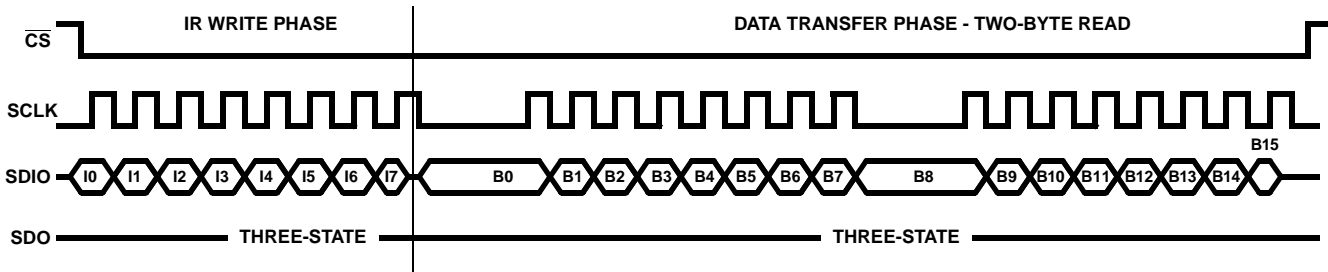 IR WRITE PHASE DATA TRANSFER PHASE - TWO-BYTE READ
CS
SCLK
B15
SDIO I0 I1 I2 I3 I4 I5 I6 I7 B0 B1 B2 B3 B4 B5 B6 B7 B8 B9 B10 B11 B12 B13 B14
SDO THREE-STATE THREE-STATE